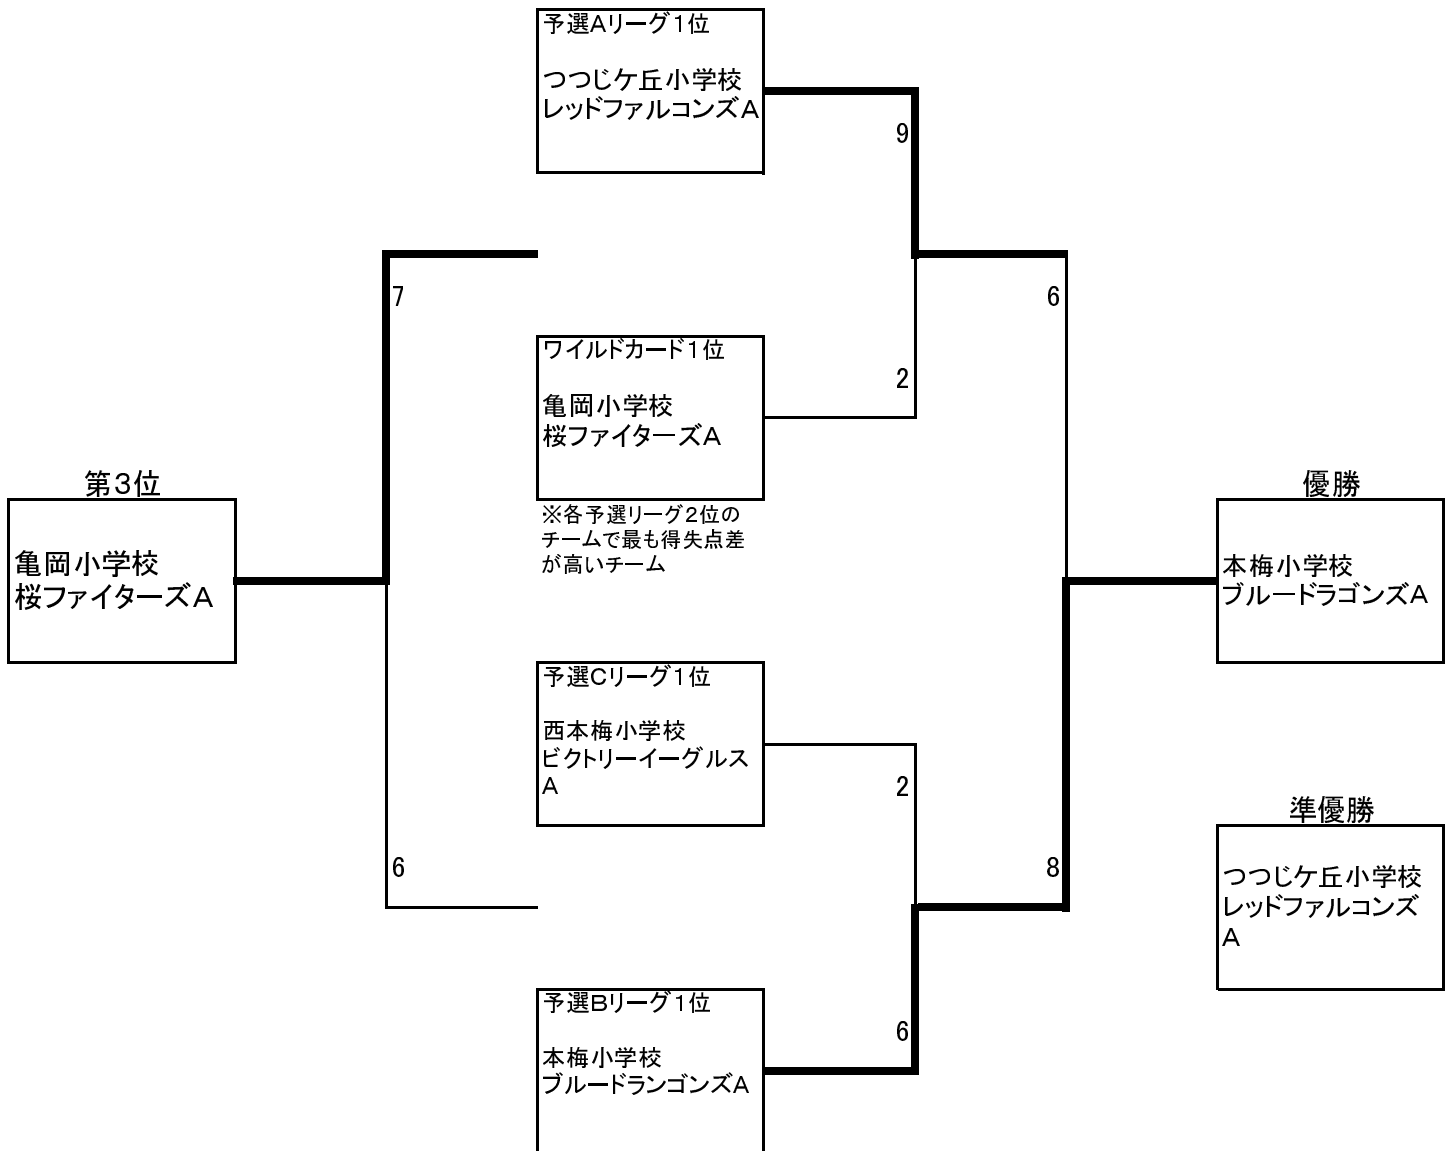 予選Aリーグ1位
つつじケ丘小学校
レッドファルコンズA
9
7
6
ワイルドカード1位
亀岡小学校
桜ファイターズA
2
※各予選リーグ2位の
チームで最も得失点差
が高いチーム
第3位
亀岡小学校
桜ファイターズA
優勝
本梅小学校
ブルードラゴンズA
予選Cリーグ1位
西本梅小学校
ビクトリーイーグルス
A
2
6
8
準優勝
つつじケ丘小学校
レッドファルコンズ
A
予選Bリーグ1位
本梅小学校
ブルードランゴンズA
6